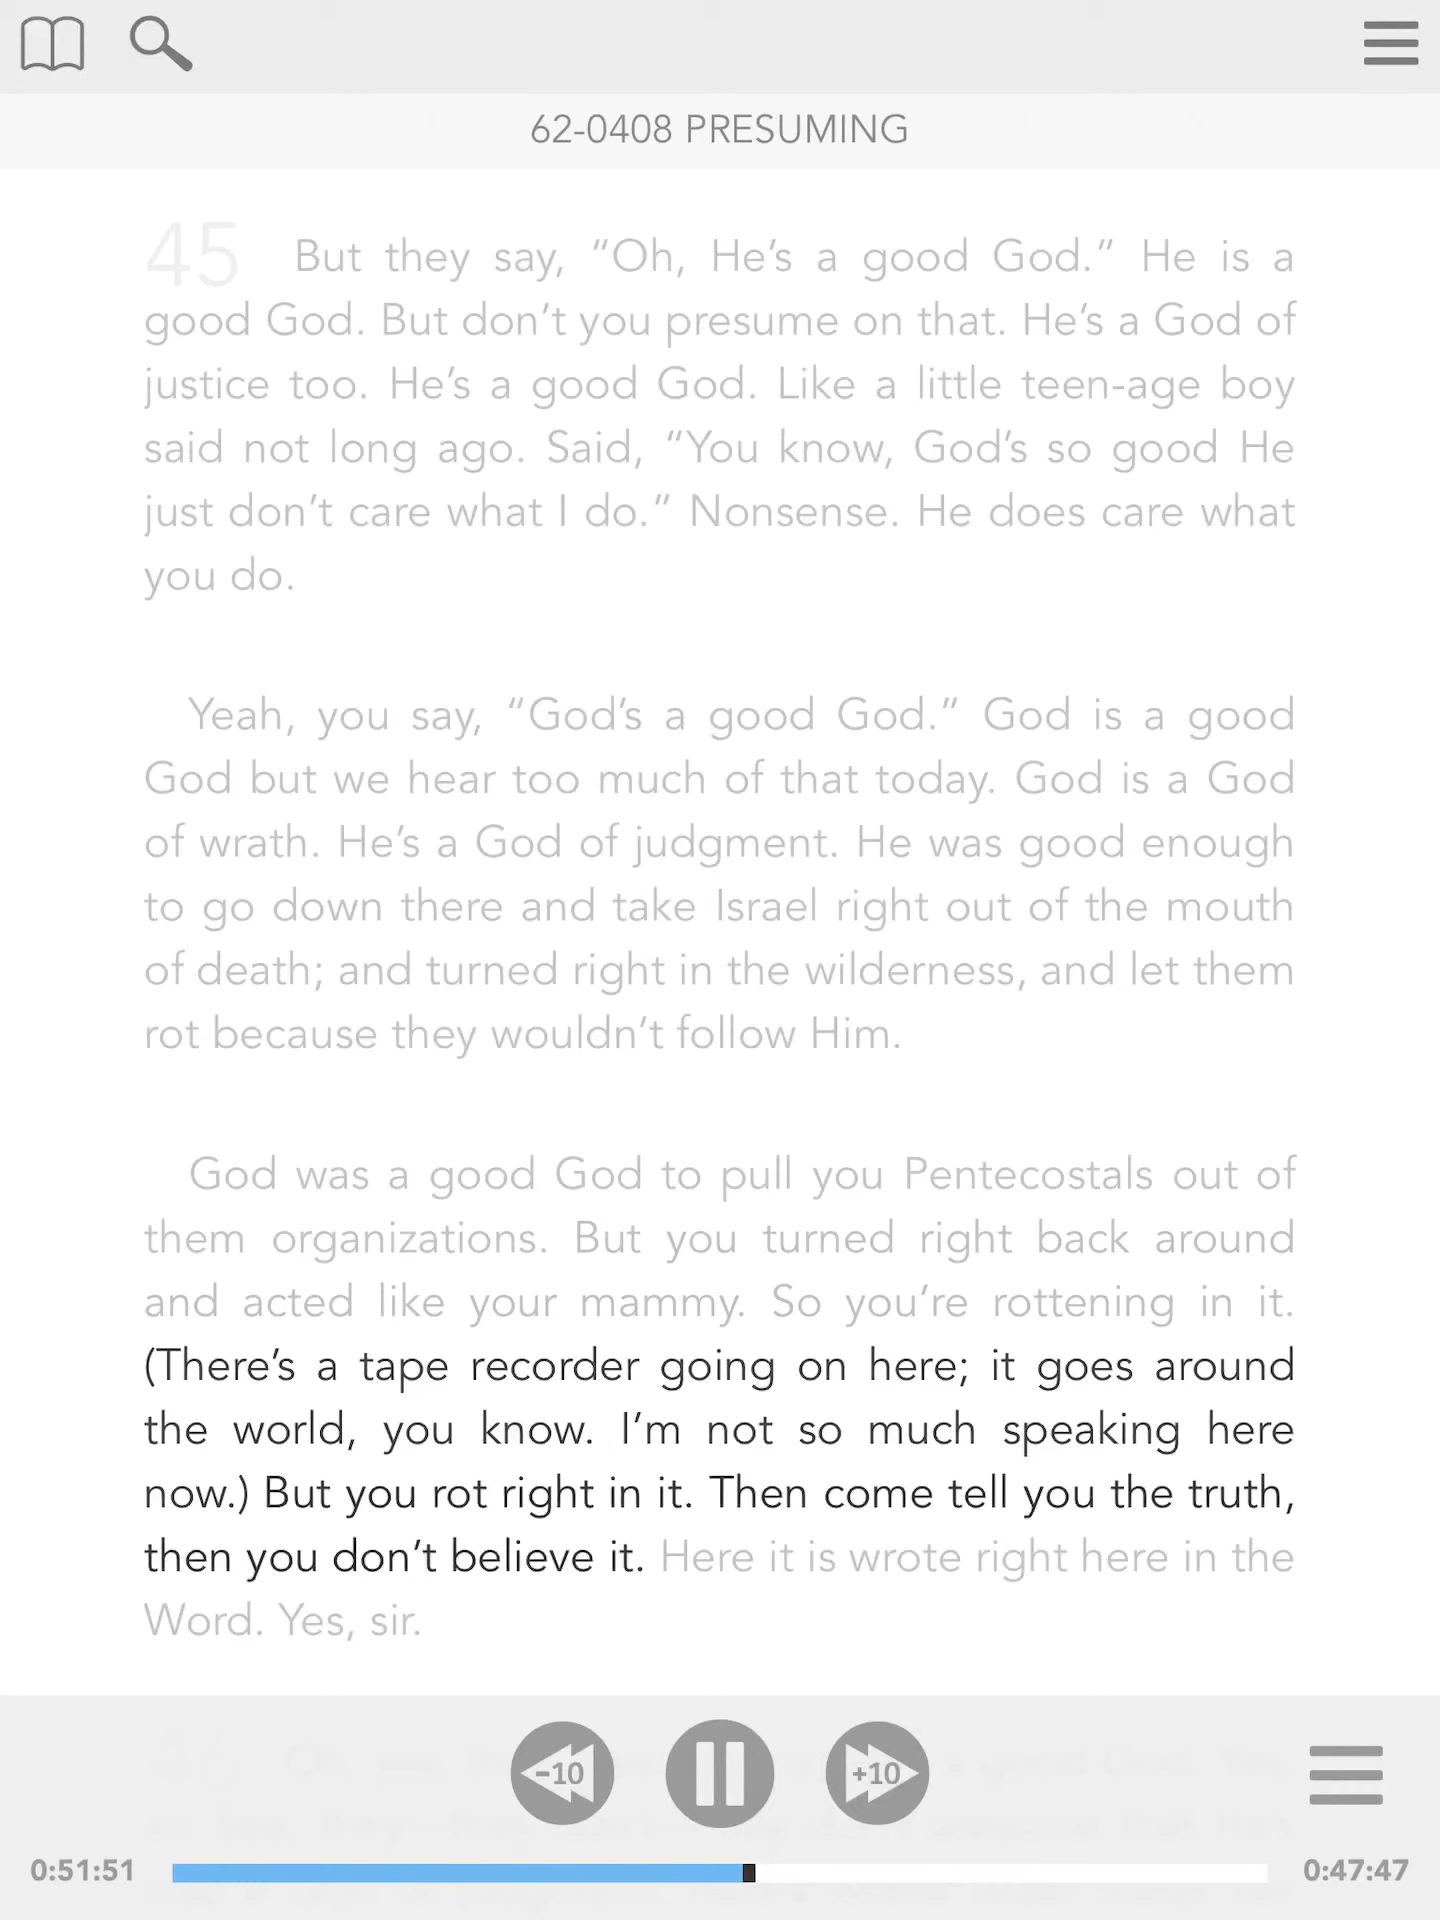 62-0408 PRESUMING
45 But they say, “Oh, He’s a good God.” He is a
good God. But don’t you presume on that. He’s a God of
justice too. He’s a good God. Like a little teen-age boy
said not long ago. Said, “You know, God’s so good He
just don’t care what I do.” Nonsense. He does care what
you do.
Yeah, you say, “God’s a good God.” God is a good
God but we hear too much of that today. God is a God
of wrath. He’s a God of judgment. He was good enough
to go down there and take Israel right out of the mouth
of death; and turned right in the wilderness, and let them
rot because they wouldn’t follow Him.
God was a good God to pull you Pentecostals out of
them organizations. But you turned right back around
and acted like your mammy. So you’re rottening in it.
(There’s a tape recorder going on here; it goes around
the world, you know. I’m not so much speaking here
now.) But you rot right in it. Then come tell you the truth,
then you don’t believe it. Here it is wrote right here in the
Word. Yes, sir.
-10 +10
0:51:51 0:47:47